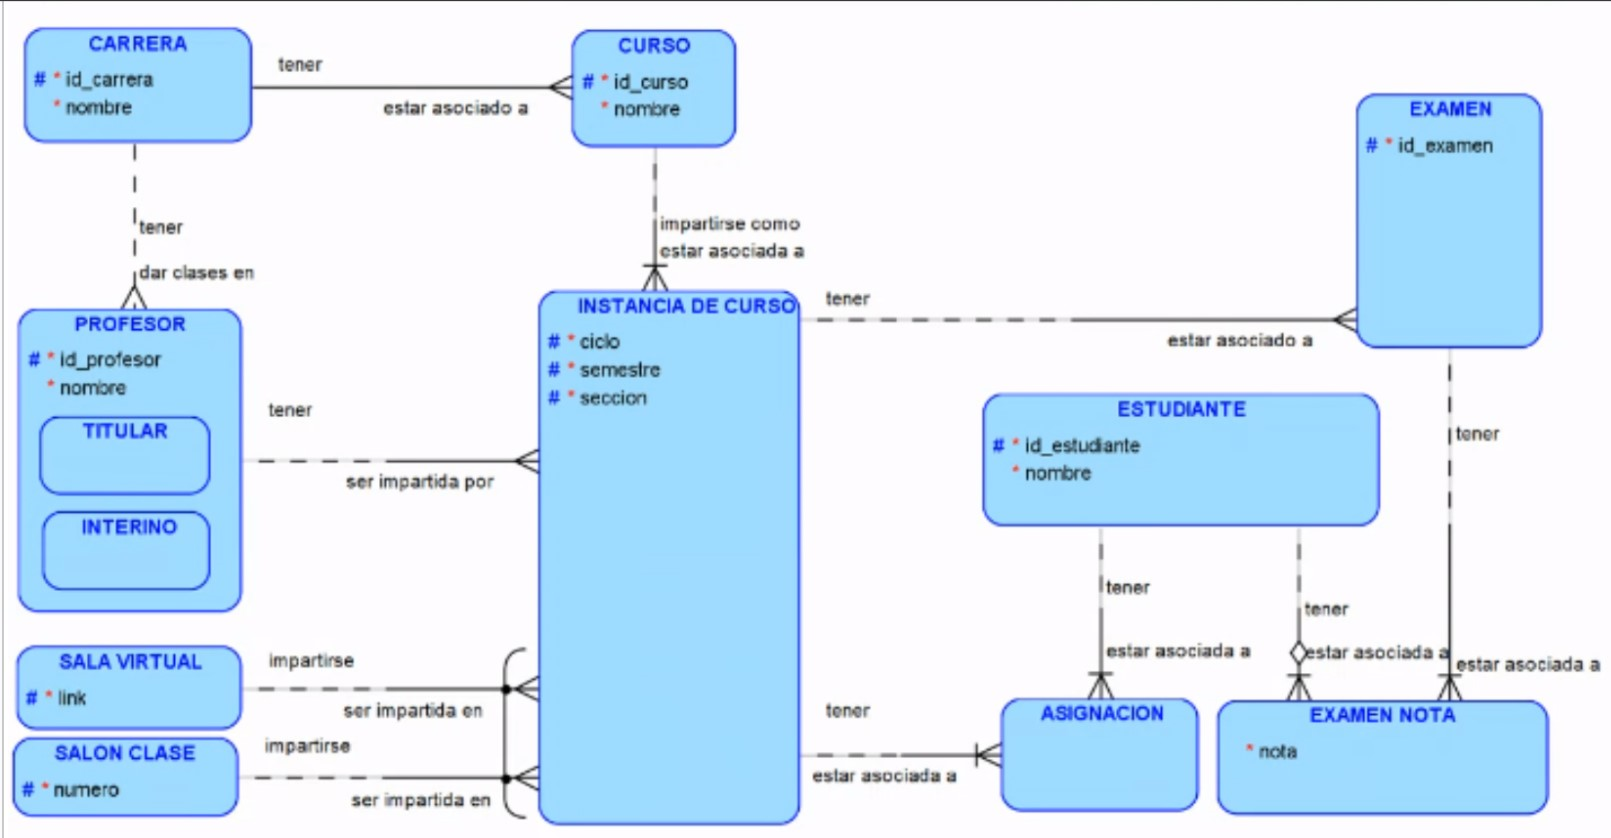 CARRERA
# * id_carrera
* nombre
tener
estar asociado a
CURSO
# * id_curso
* nombre
EXAMEN
# * id_examen
tener
dar clases en
impartirse como
estar asociada a
PROFESOR
# * id_profesor
* nombre
TITULAR
INTERINO
tener
ser impartida por
INSTANCIA DE CURSO
# * ciclo
# * semestre
# * seccion
tener
estar asociado a
ESTUDIANTE
# * id_estudiante
* nombre
tener
estar asociada a
tener
estar asociada a
tener
estar asociada a
SALA VIRTUAL
# * link
impartirse
ser impartida en
SALON CLASE
# * numero
impartirse
ser impartida en
tener
estar asociada a
ASIGNACION
EXAMEN NOTA
* nota